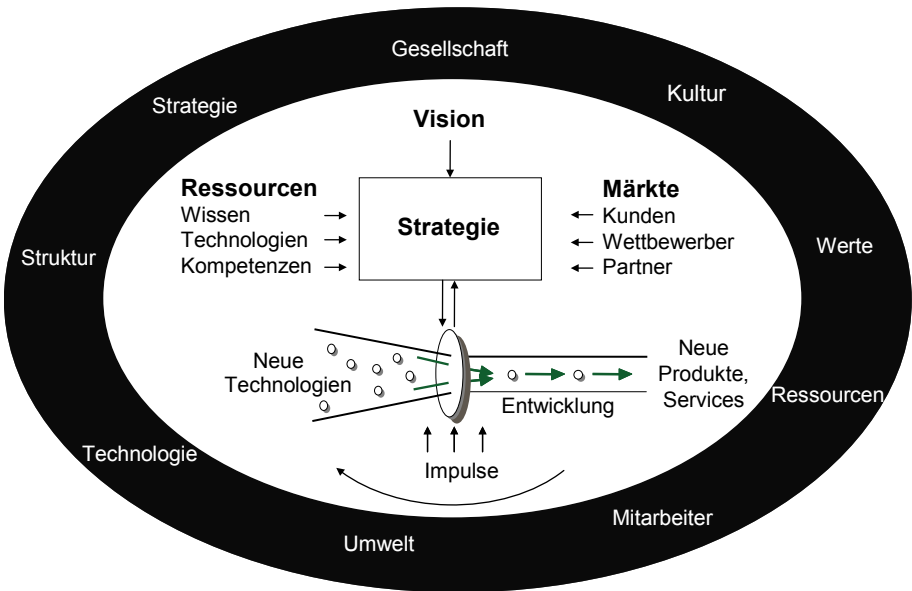 Gesellschaft
Strategie
Kultur
Vision
Ressourcen
Wissen
Technologien
Kompetenzen
Strategie
Märkte
Kunden
Wettbewerber
Partner
Struktur
Werte
Neue
Technologien
Entwicklung
Neue
Produkte,
Services
Ressourcen
Impulse
Technologie
Mitarbeiter
Umwelt